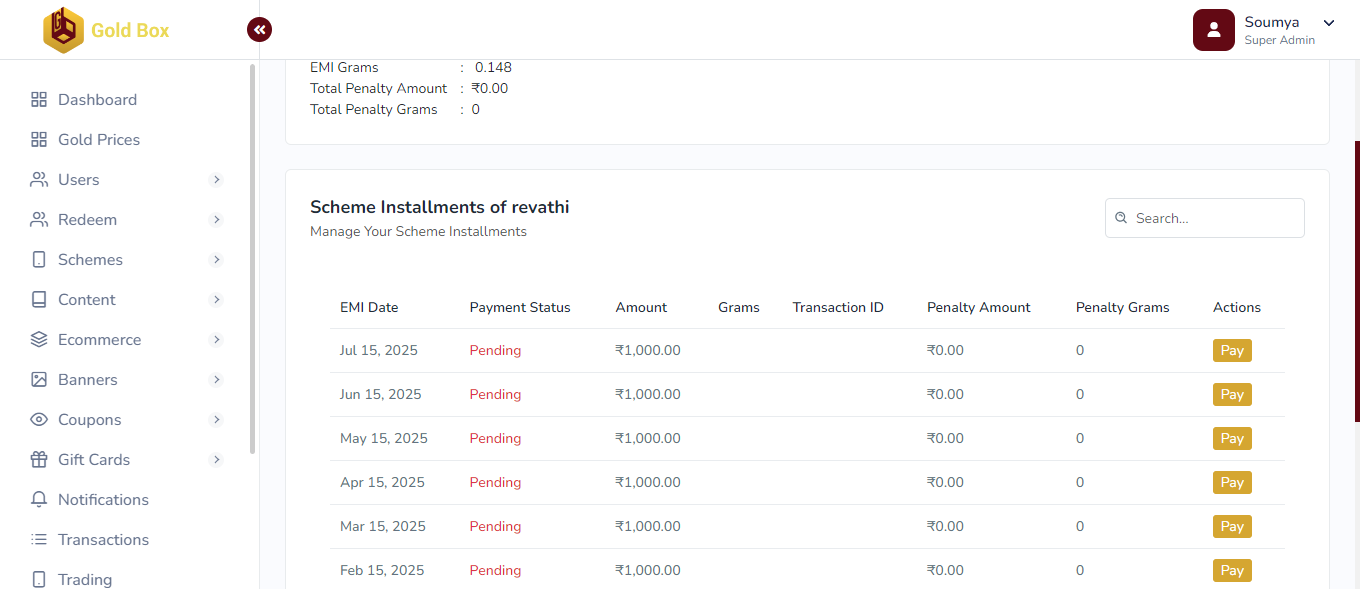 Gold Box
Soumya
Super Admin
Dashboard
Gold Prices
Users
Redeem
Schemes
Content
Ecommerce
Banners
Coupons
Gift Cards
Notifications
Transactions
Trading
EMI Grams : 0.148
Total Penalty Amount : ₹0.00
Total Penalty Grams : 0
Scheme Installments of revathi
Manage Your Scheme Installments
Search...
EMI Date Payment Status Amount Grams Transaction ID Penalty Amount Penalty Grams Actions
Jul 15, 2025 Pending ₹1,000.00 ₹0.00 0 Pay
Jun 15, 2025 Pending ₹1,000.00 ₹0.00 0 Pay
May 15, 2025 Pending ₹1,000.00 ₹0.00 0 Pay
Apr 15, 2025 Pending ₹1,000.00 ₹0.00 0 Pay
Mar 15, 2025 Pending ₹1,000.00 ₹0.00 0 Pay
Feb 15, 2025 Pending ₹1,000.00 ₹0.00 0 Pay